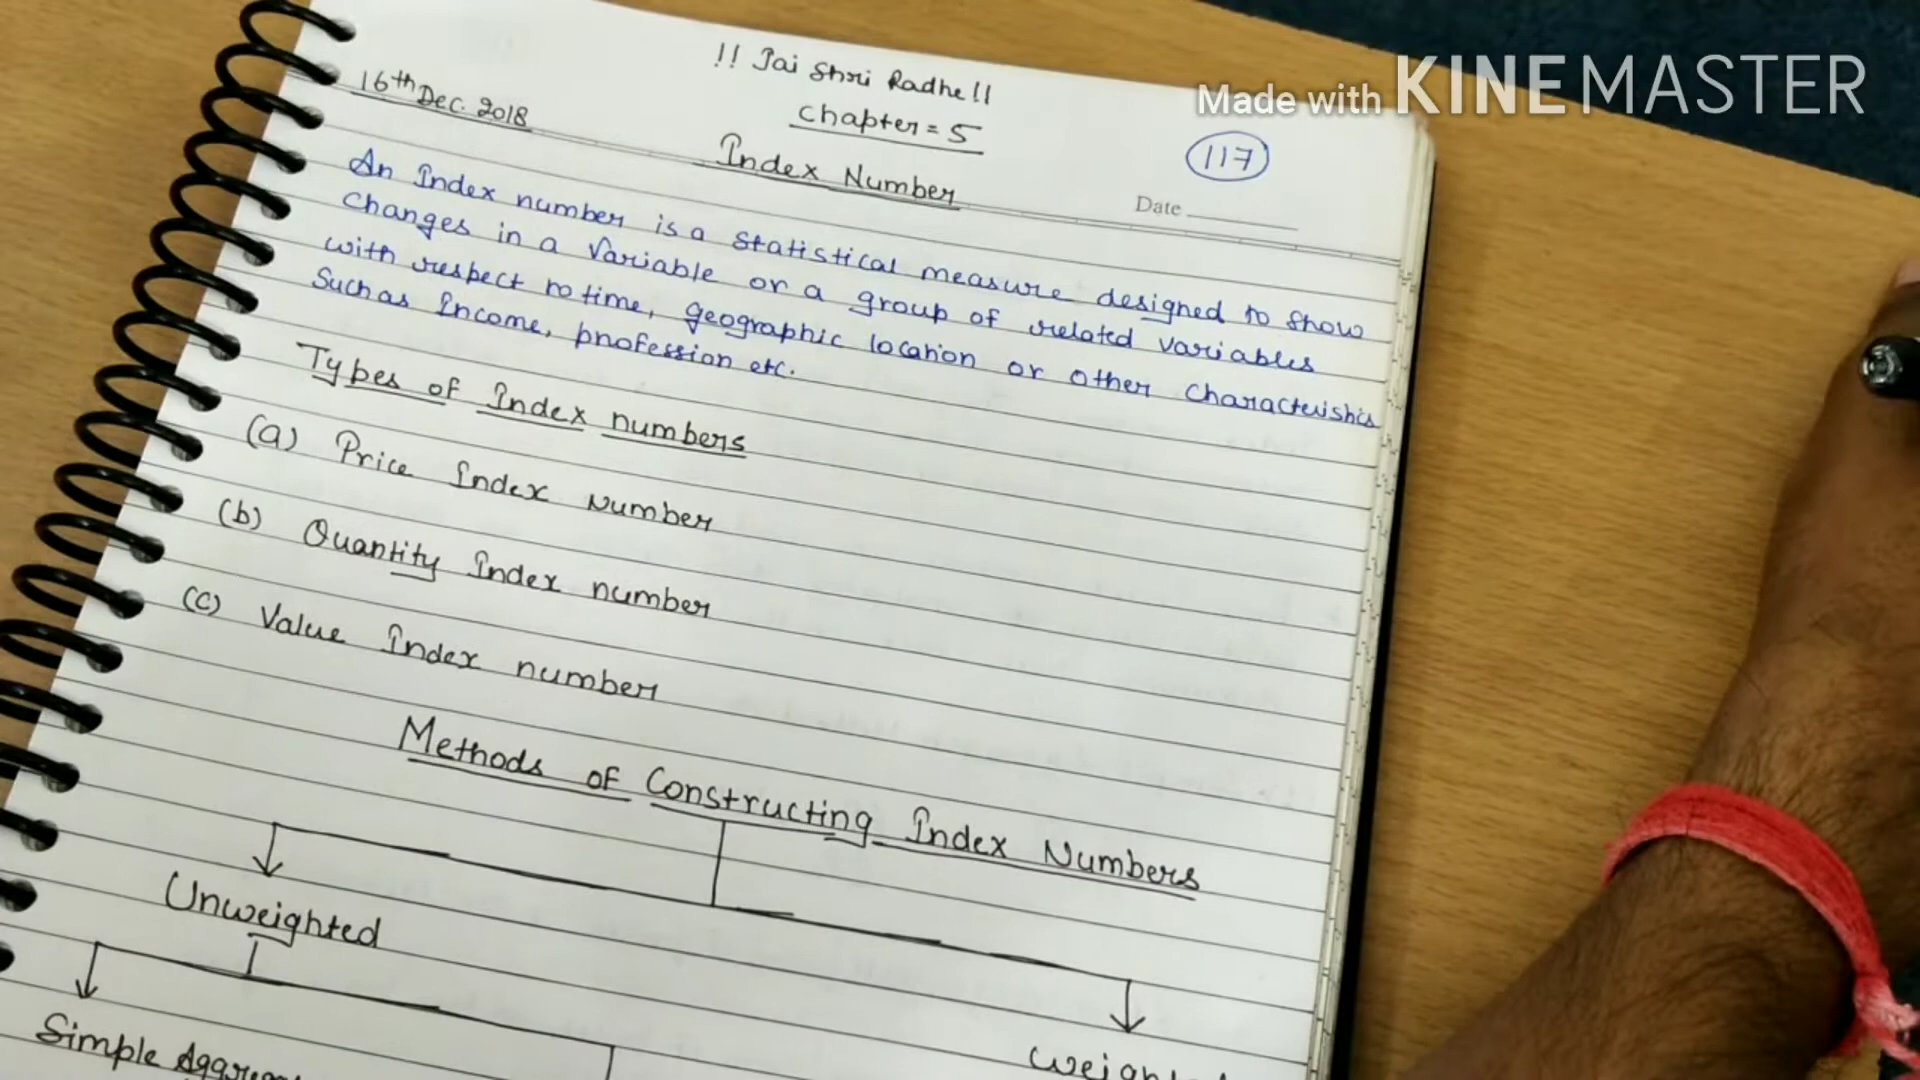 Made with KINEMASTER
!! Jai Shri Radhe !!
16th Dec. 2018
Chapter = 5
117
Index Number
Date
An Index number is a statistical measure designed to show
changes in a variable or a group of related variables
with respect to time, geographic location or other characteristics
Such as Income, profession etc.
Types of Index numbers
(a) Price Index Number
(b) Quantity Index number
(c) Value Index number
Methods of Constructing Index Numbers
Unweighted
Simple